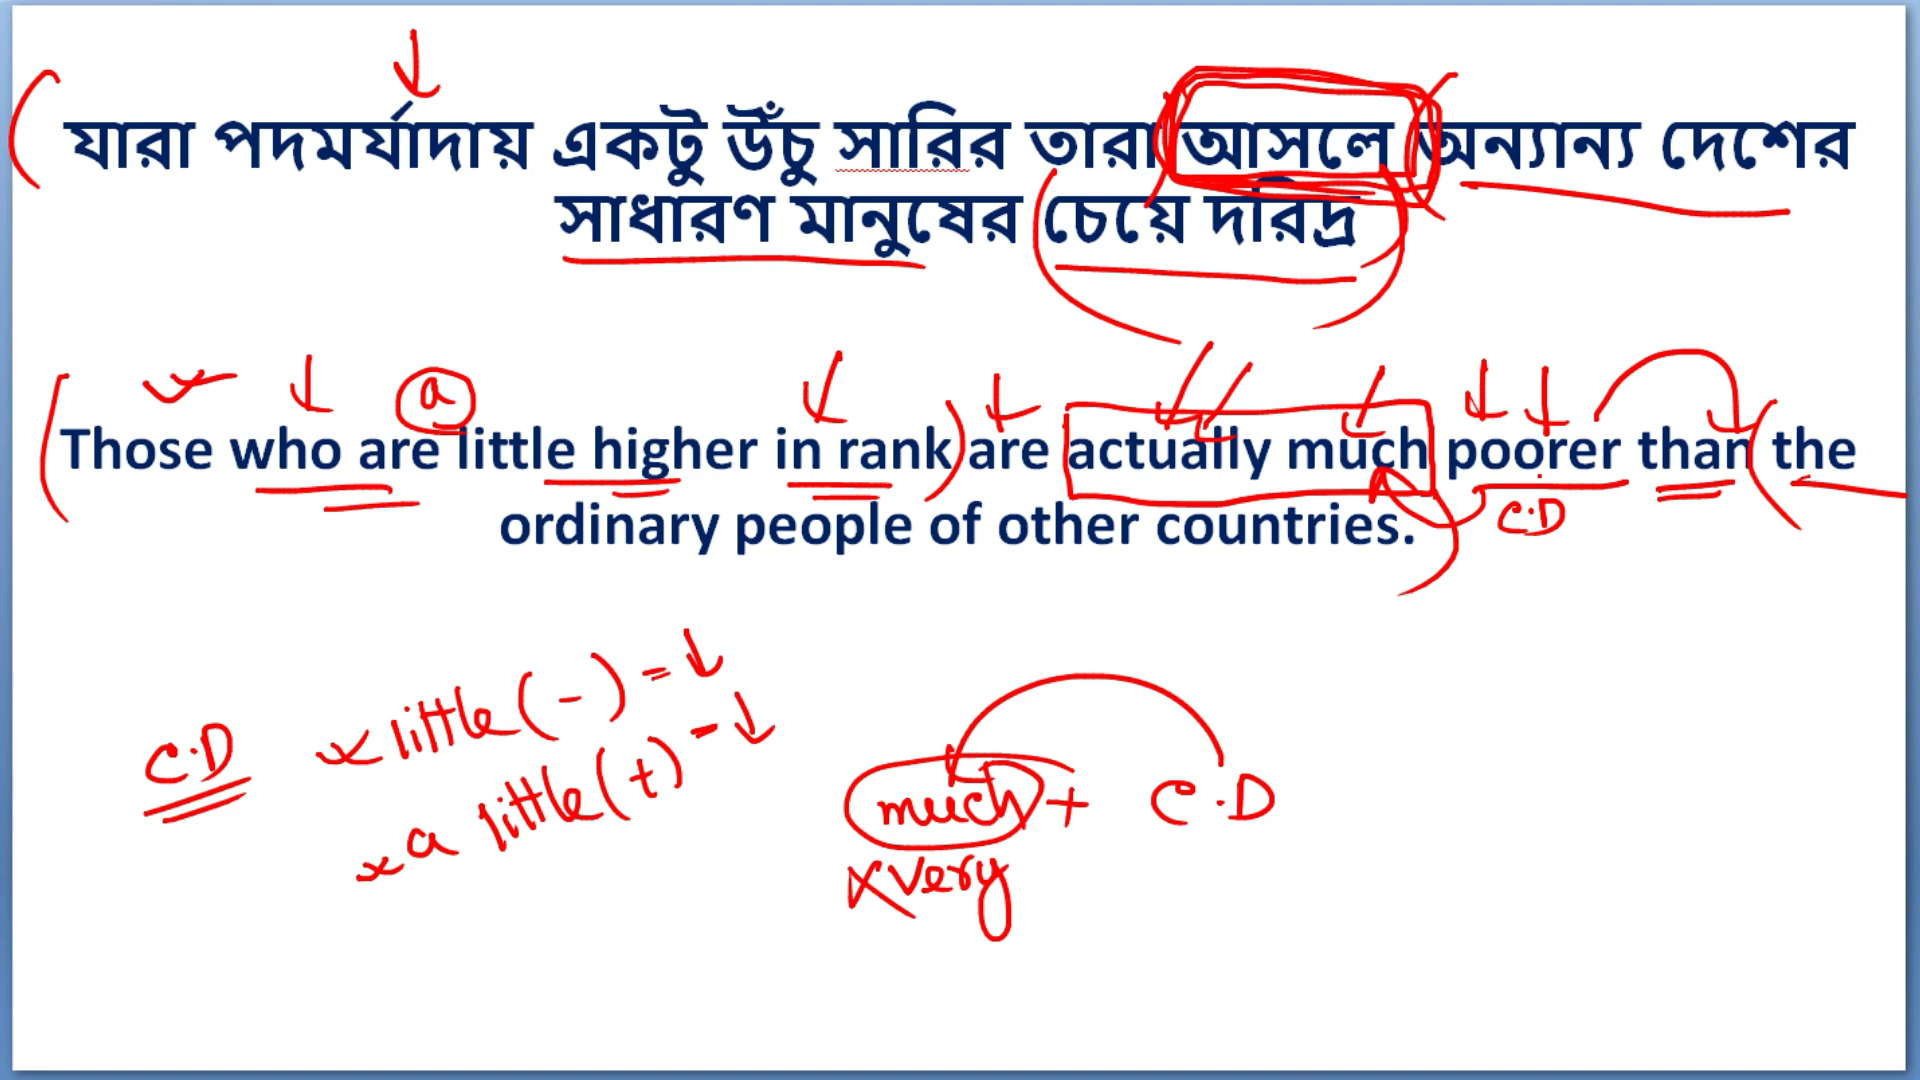 যারা পদমর্যাদায় একটু উঁচু সারির তারা আসলে অন্যান্য দেশের
সাধারণ মানুষের চেয়ে দরিদ্র
a
Those who are little higher in rank are actually much poorer than the
C.D
ordinary people of other countries.
C.D
little (-) =
a little (+) -
much + C.D
very